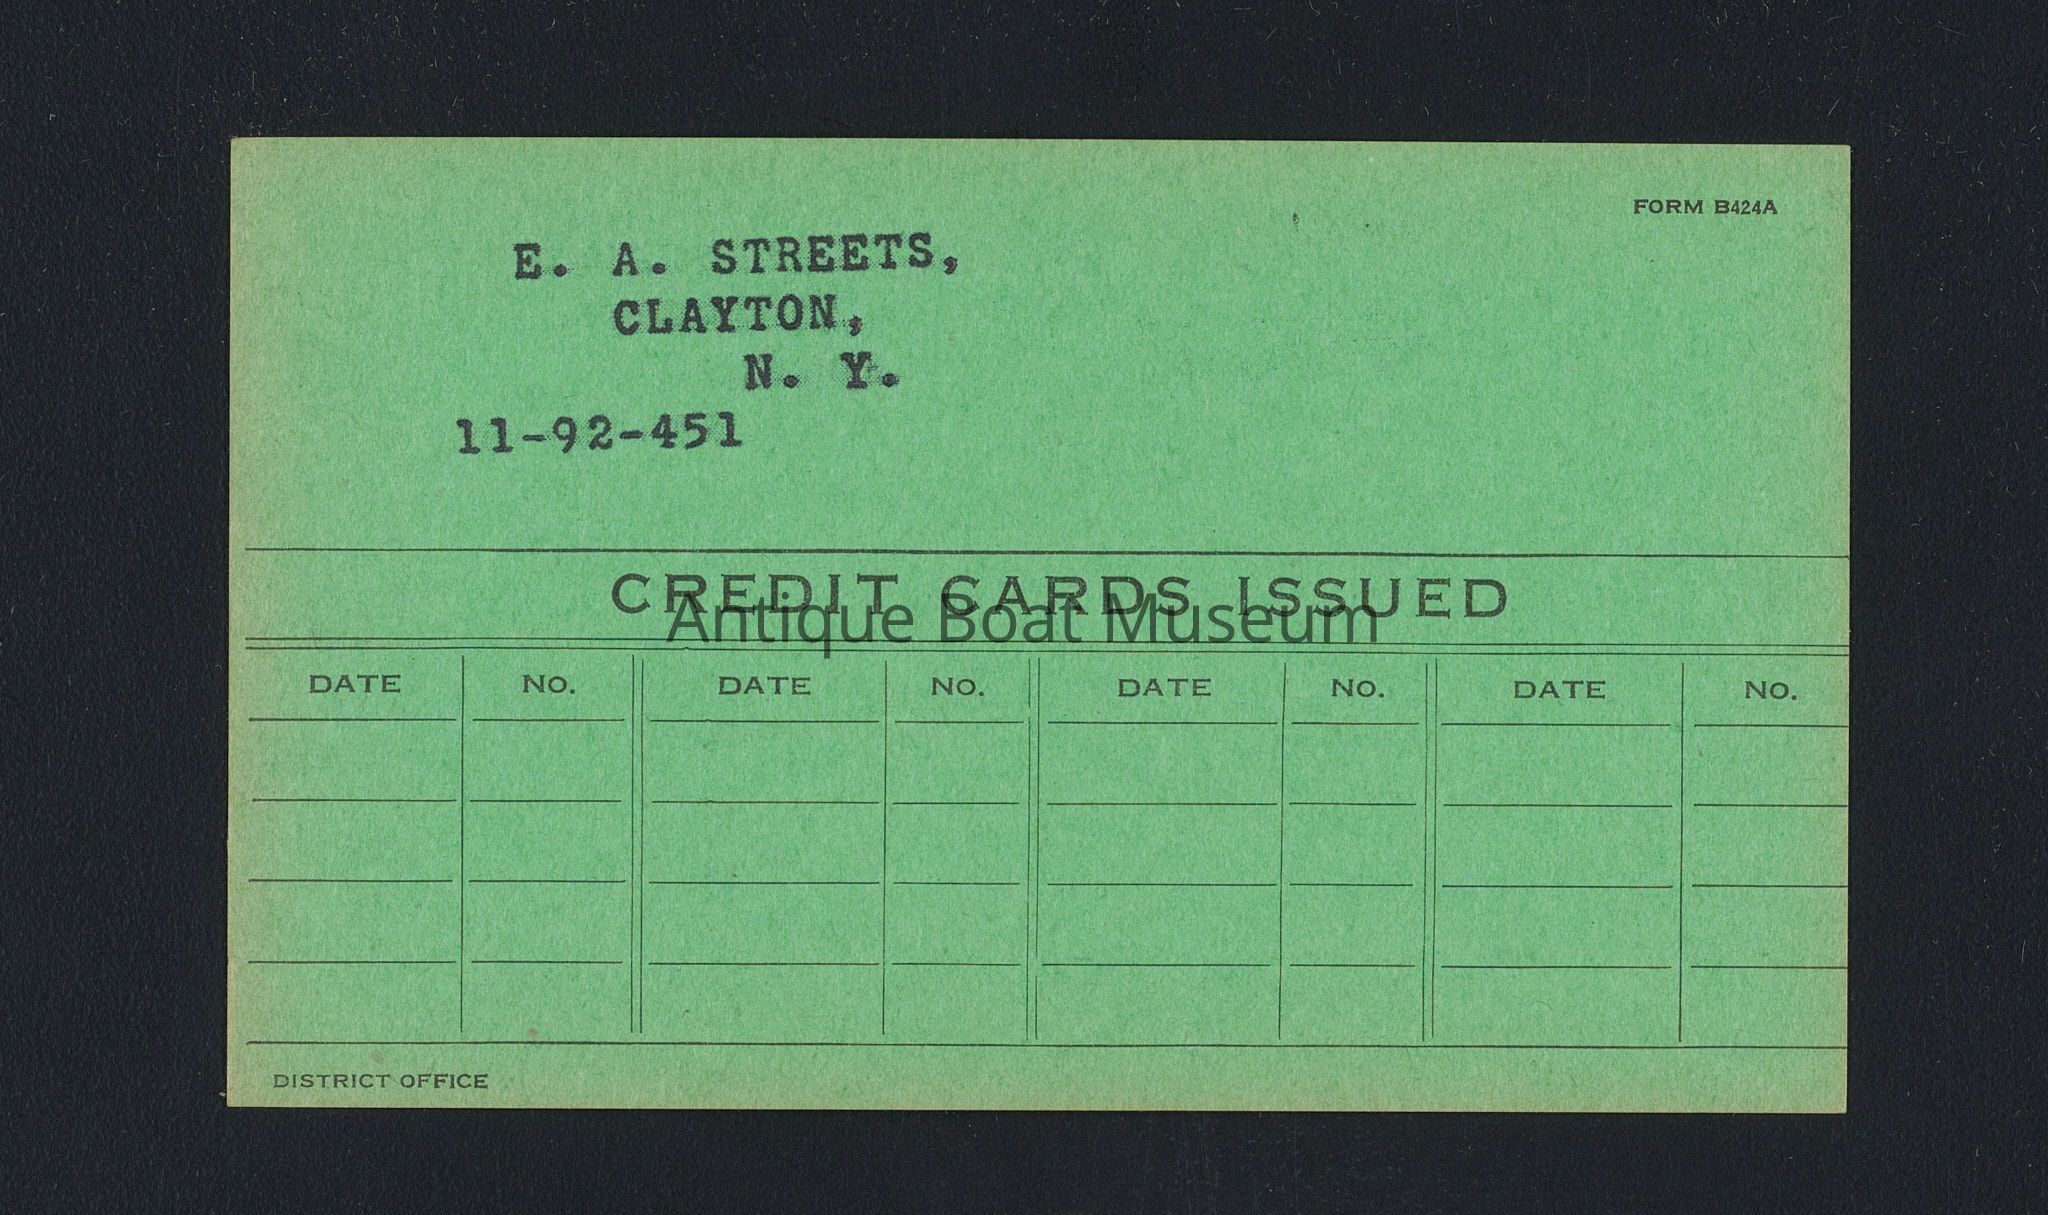 FORM B424A
E. A. STREETS,
CLAYTON,
N. Y.
11-92-451
CREDIT CARDS ISSUED
Antique Boat Museum
DATE NO. DATE NO. DATE NO. DATE NO.
DISTRICT OFFICE